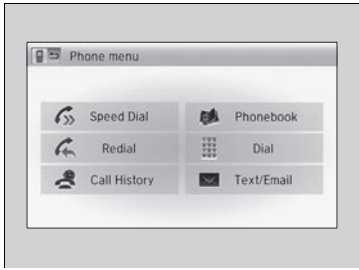 Phone menu
Speed Dial
Phonebook
Redial
Dial
Call History
Text/Email